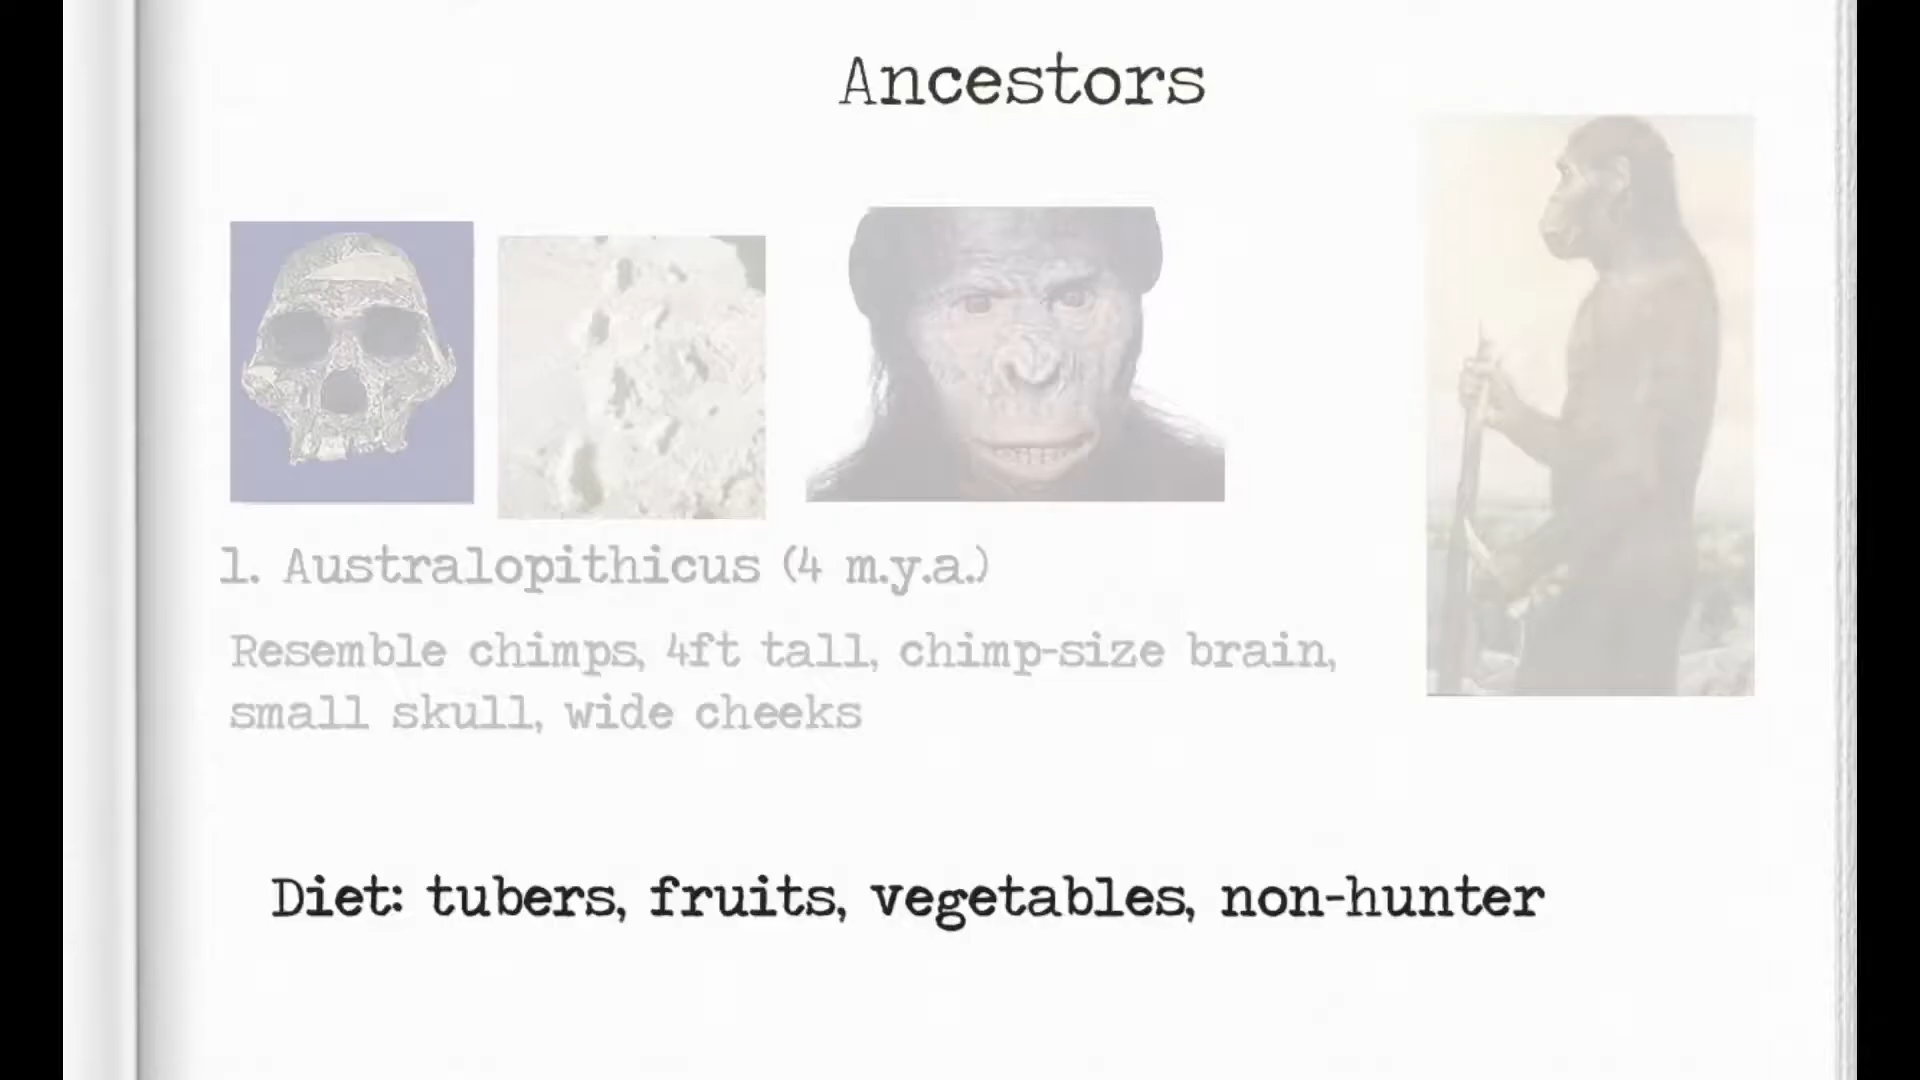 Ancestors
1. Australopithicus (4 m.y.a.)
Resemble chimps, 4ft tall, chimp-size brain,
small skull, wide cheeks
Diet: tubers, fruits, vegetables, non-hunter